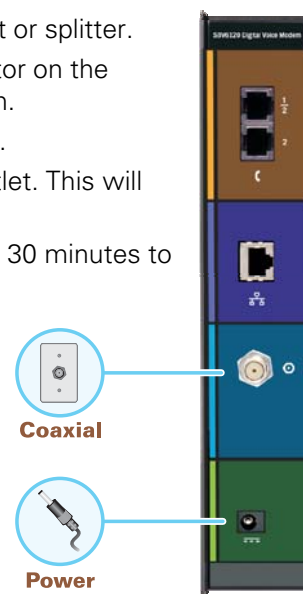 t or splitter.
tor on the
n.
.
tlet. This will
30 minutes to
SBV6120 Digital Voice Modem
1/2
2
Coaxial
Power